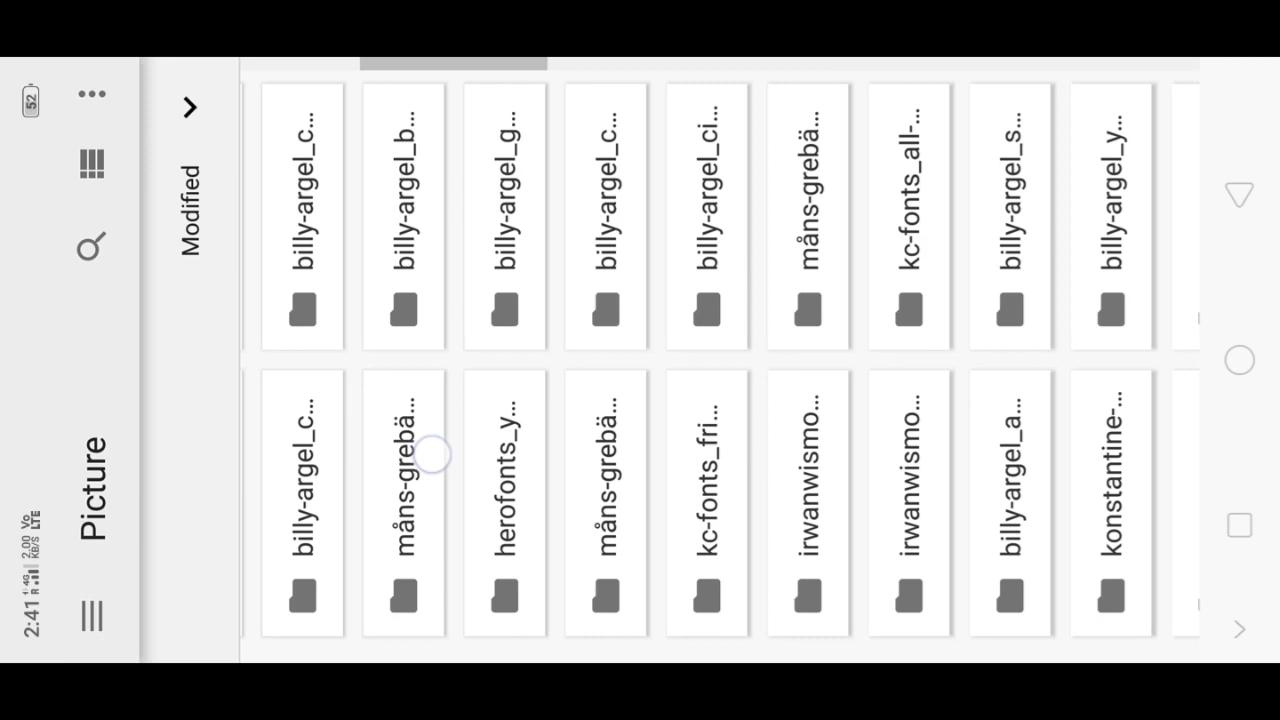 2:41 R 4G 2.00 KB/S Vo LTE 52
Picture
Modified
billy-argel_c... billy-argel_c...
måns-grebä... billy-argel_b...
herofonts_y... billy-argel_g...
måns-grebä... billy-argel_c...
kc-fonts_fri... billy-argel_ci...
irwanwismo... måns-grebä...
irwanwismo... kc-fonts_all-...
billy-argel_a... billy-argel_s...
konstantine-... billy-argel_y...